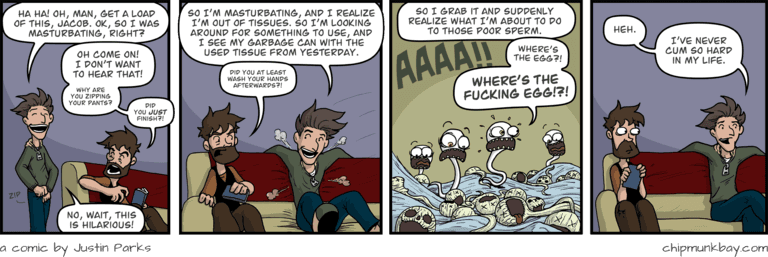 HA HA! OH, MAN, GET A LOAD
OF THIS, JACOB. OK, SO I WAS
MASTURBATING, RIGHT?
OH COME ON!
I DON'T WANT
TO HEAR THAT!
WHY ARE
YOU ZIPPING
YOUR PANTS?
DID
YOU JUST
FINISH?!
ZIP
NO, WAIT, THIS
IS HILARIOUS!
SO I'M MASTURBATING, AND I REALIZE
I'M OUT OF TISSUES. SO I'M LOOKING
AROUND FOR SOMETHING TO USE, AND
I SEE MY GARBAGE CAN WITH THE
USED TISSUE FROM YESTERDAY.
DID YOU AT LEAST
WASH YOUR HANDS
AFTERWARDS?!
SO I GRAB IT AND SUDDENLY
REALIZE WHAT I'M ABOUT TO DO
TO THOSE POOR SPERM.
AAAA!!
WHERE'S
THE EGG?!
WHERE'S THE
FUCKING EGG!?!
HEH.
I'VE NEVER
CUM SO HARD
IN MY LIFE.
a comic by Justin Parks
chipmunkbay.com